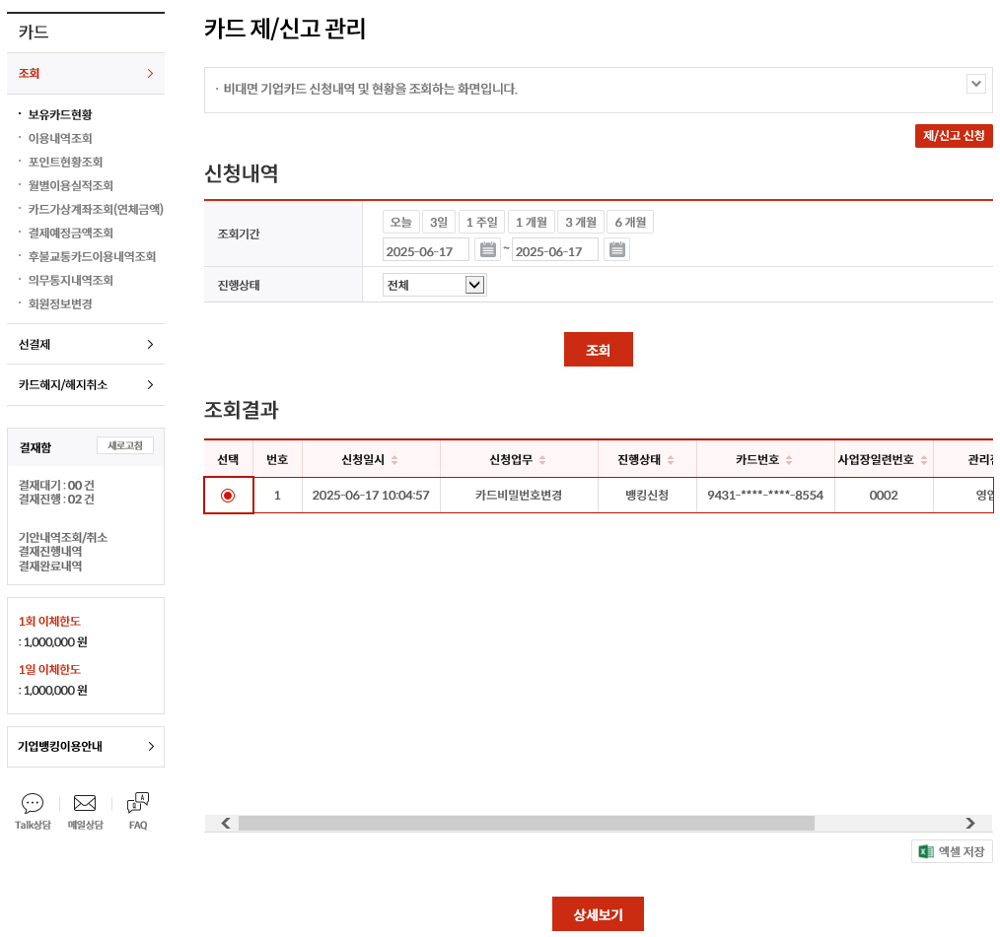 카드
조회
· 보유카드현황
· 이용내역조회
· 포인트현황조회
· 월별이용실적조회
· 카드가상계좌조회(연체금액)
· 결제예정금액조회
· 후불교통카드이용내역조회
· 의무통지내역조회
· 회원정보변경
선결제
카드해지/해지취소
결재함 새로고침
결재대기 : 00 건
결재진행 : 02 건
기안내역조회/취소
결재진행내역
결재완료내역
1회 이체한도
: 1,000,000 원
1일 이체한도
: 1,000,000 원
기업뱅킹이용안내
Talk상담 메일상담 FAQ
카드 제/신고 관리
· 비대면 기업카드 신청내역 및 현황을 조회하는 화면입니다.
제/신고 신청
신청내역
조회기간 오늘 3일 1 주일 1 개월 3 개월 6 개월
2025-06-17 ~ 2025-06-17
진행상태 전체
조회
조회결과
선택 번호 신청일시 신청업무 진행상태 카드번호 사업장일련번호 관리
1 2025-06-17 10:04:57 카드비밀번호변경 뱅킹신청 9431-****-****-8554 0002 영업
엑셀 저장
상세보기